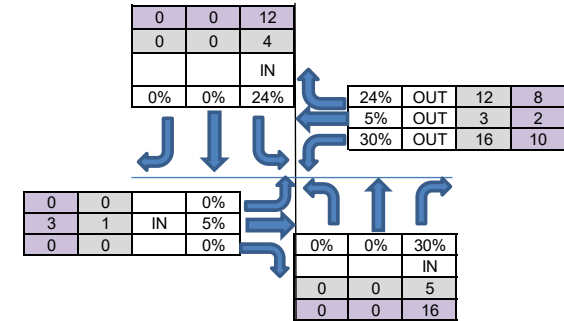 0 0 12
0 0 4
IN
0% 0% 24%
24% OUT 12 8
5% OUT 3 2
30% OUT 16 10
0 0 0%
3 1 IN 5%
0 0 0%
0% 0% 30%
IN
0 0 5
0 0 16